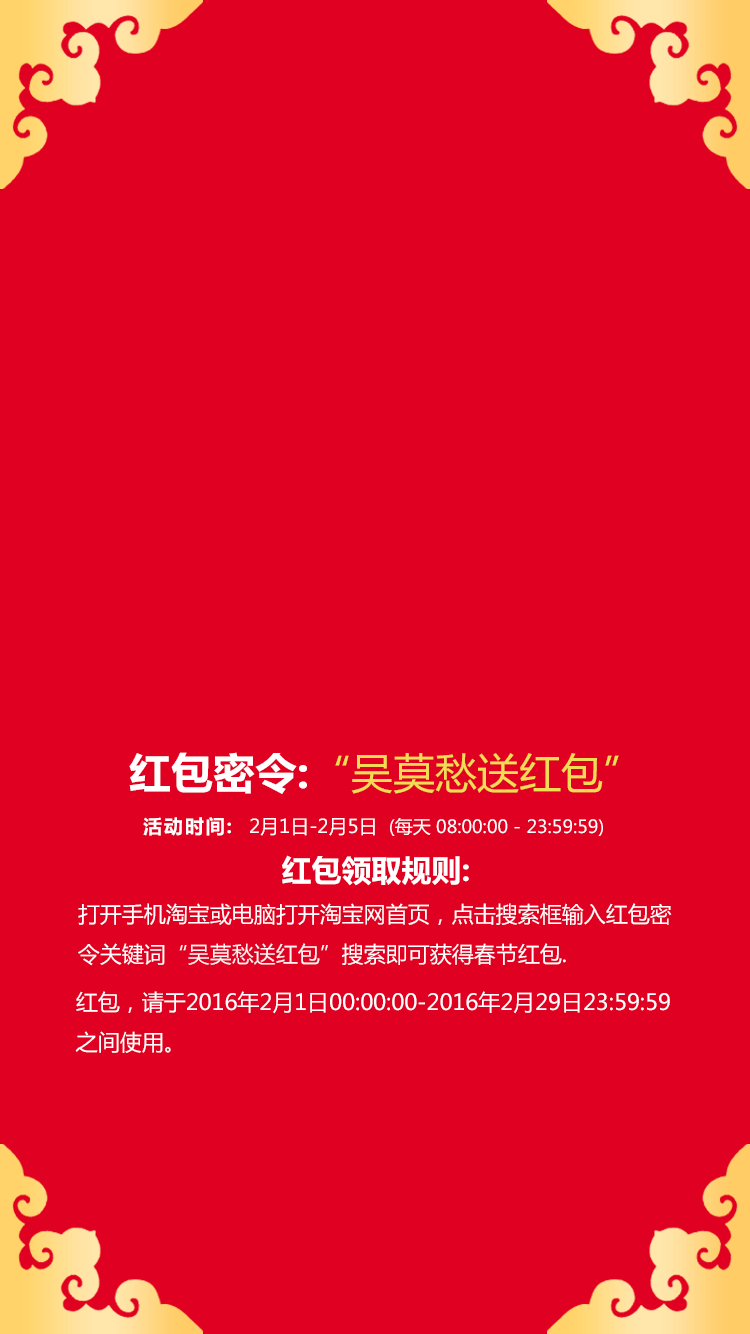 红包密令: “吴莫愁送红包”
活动时间: 2月1日-2月5日 (每天 08:00:00 - 23:59:59)
红包领取规则:
打开手机淘宝或电脑打开淘宝网首页，点击搜索框输入红包密
令关键词“吴莫愁送红包”搜索即可获得春节红包.
红包，请于2016年2月1日00:00:00-2016年2月29日23:59:59
之间使用。